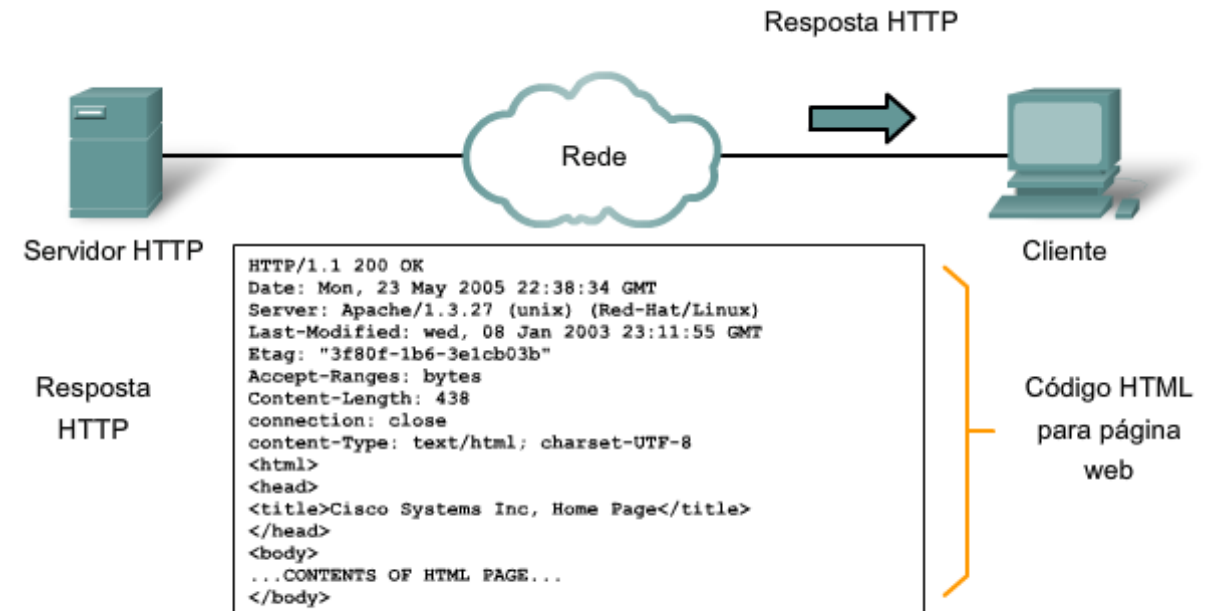 Resposta HTTP
Rede
Servidor HTTP
Cliente
HTTP/1.1 200 OK
Date: Mon, 23 May 2005 22:38:34 GMT
Server: Apache/1.3.27 (unix) (Red-Hat/Linux)
Last-Modified: wed, 08 Jan 2003 23:11:55 GMT
Etag: "3f80f-1b6-3e1cb03b"
Accept-Ranges: bytes
Content-Length: 438
connection: close
content-Type: text/html; charset-UTF-8
<html>
<head>
<title>Cisco Systems Inc, Home Page</title>
</head>
<body>
...CONTENTS OF HTML PAGE...
</body>
Resposta
HTTP
Código HTML
para página
web